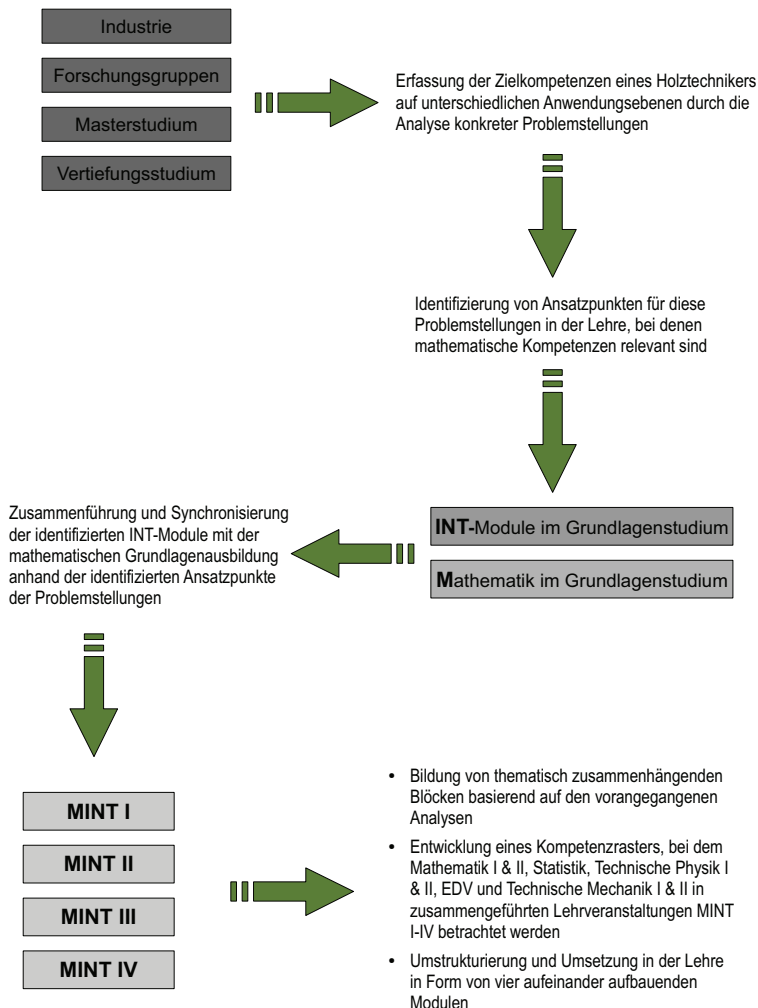 Industrie
Forschungsgruppen
Masterstudium
Vertiefungsstudium
Erfassung der Zielkompetenzen eines Holztechnikers
auf unterschiedlichen Anwendungsebenen durch die
Analyse konkreter Problemstellungen
Identifizierung von Ansatzpunkten für diese
Problemstellungen in der Lehre, bei denen
mathematische Kompetenzen relevant sind
INT-Module im Grundlagenstudium
Mathematik im Grundlagenstudium
Zusammenführung und Synchronisierung
der identifizierten INT-Module mit der
mathematischen Grundlagenausbildung
anhand der identifizierten Ansatzpunkte
der Problemstellungen
MINT I
MINT II
MINT III
MINT IV
• Bildung von thematisch zusammenhängenden
Blöcken basierend auf den vorangegangenen
Analysen
• Entwicklung eines Kompetenzrasters, bei dem
Mathematik I & II, Statistik, Technische Physik I
& II, EDV und Technische Mechanik I & II in
zusammengeführten Lehrveranstaltungen MINT
I-IV betrachtet werden
• Umstrukturierung und Umsetzung in der Lehre
in Form von vier aufeinander aufbauenden
Modulen